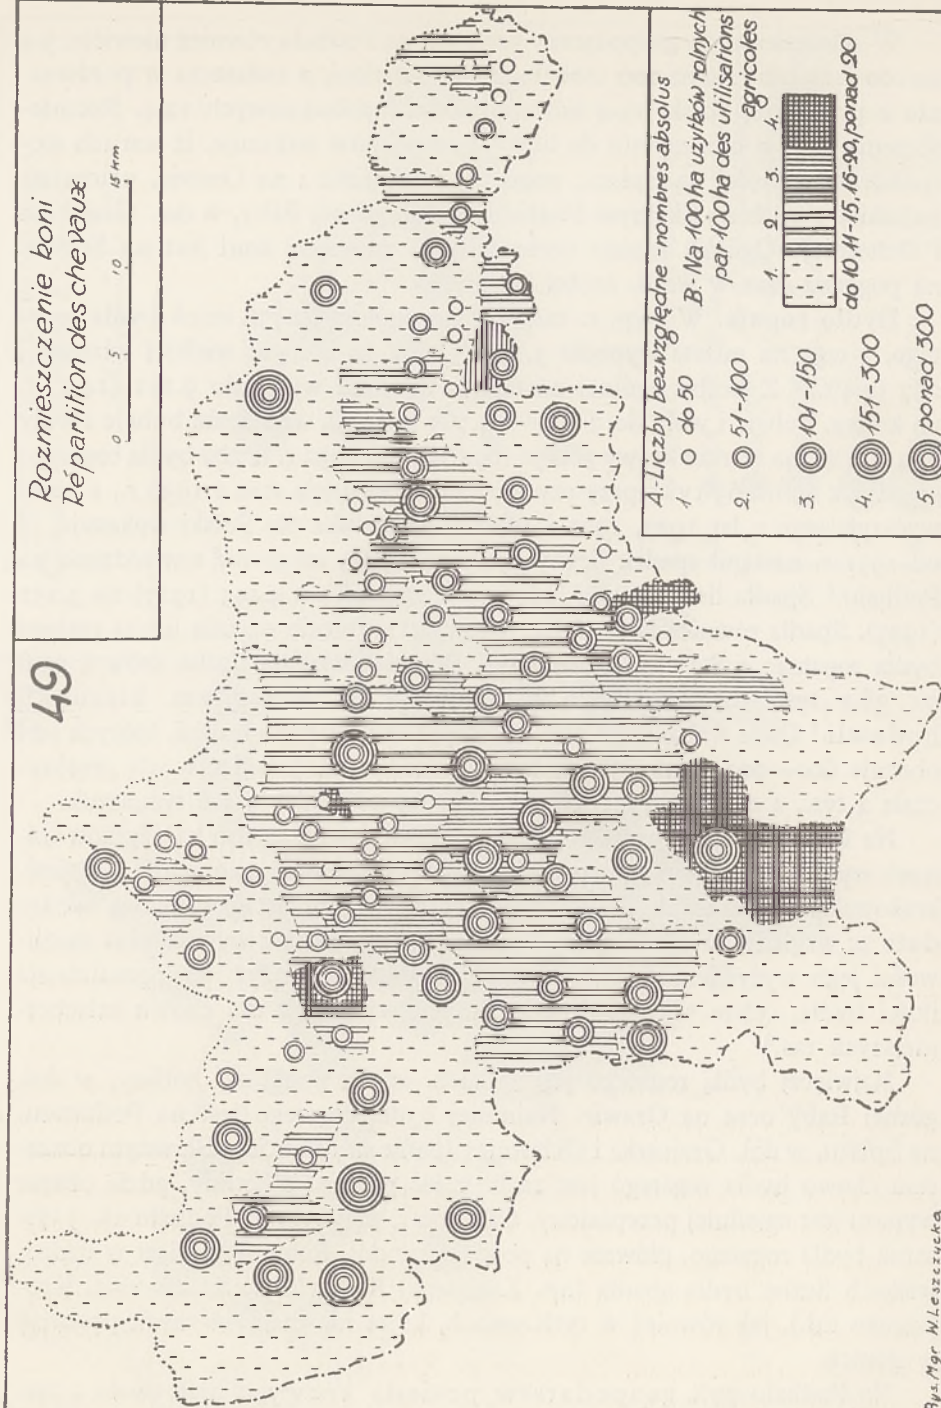 49
Rozmieszczenie koni
Répartition des chevaux
0 5 10 15 km
A-Liczby bezwzględne-nombres absolus
1. do 50
2. 51-100
3. 101-150
4. 151-300
5. ponad 300
B- Na 100 ha użytków rolnych
par 100 ha des utilisations
agricoles
1. 2. 3. 4.
do 10, 11-15, 16-20, ponad 20
Rys. Mgr W. Leszczycka